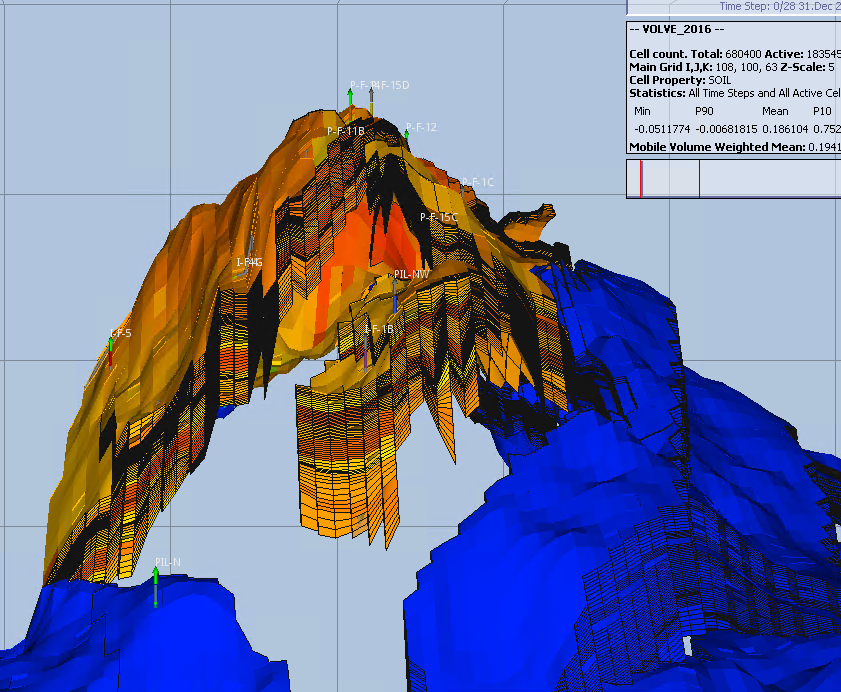 Time Step: 0/28 31.Dec 2
-- VOLVE_2016 --
Cell count. Total: 680400 Active: 183545
Main Grid I,J,K: 108, 100, 63 Z-Scale: 5
Cell Property: SOIL
Statistics: All Time Steps and All Active Cel
Min P90 Mean P10
-0.0511774 -0.00681815 0.186104 0.752
Mobile Volume Weighted Mean: 0.1941
F-15D
P-F-11B
P-F-12
P-F-1C
P-F-15C
PIL-NW
I-F-1B
I-F-5
PIL-N